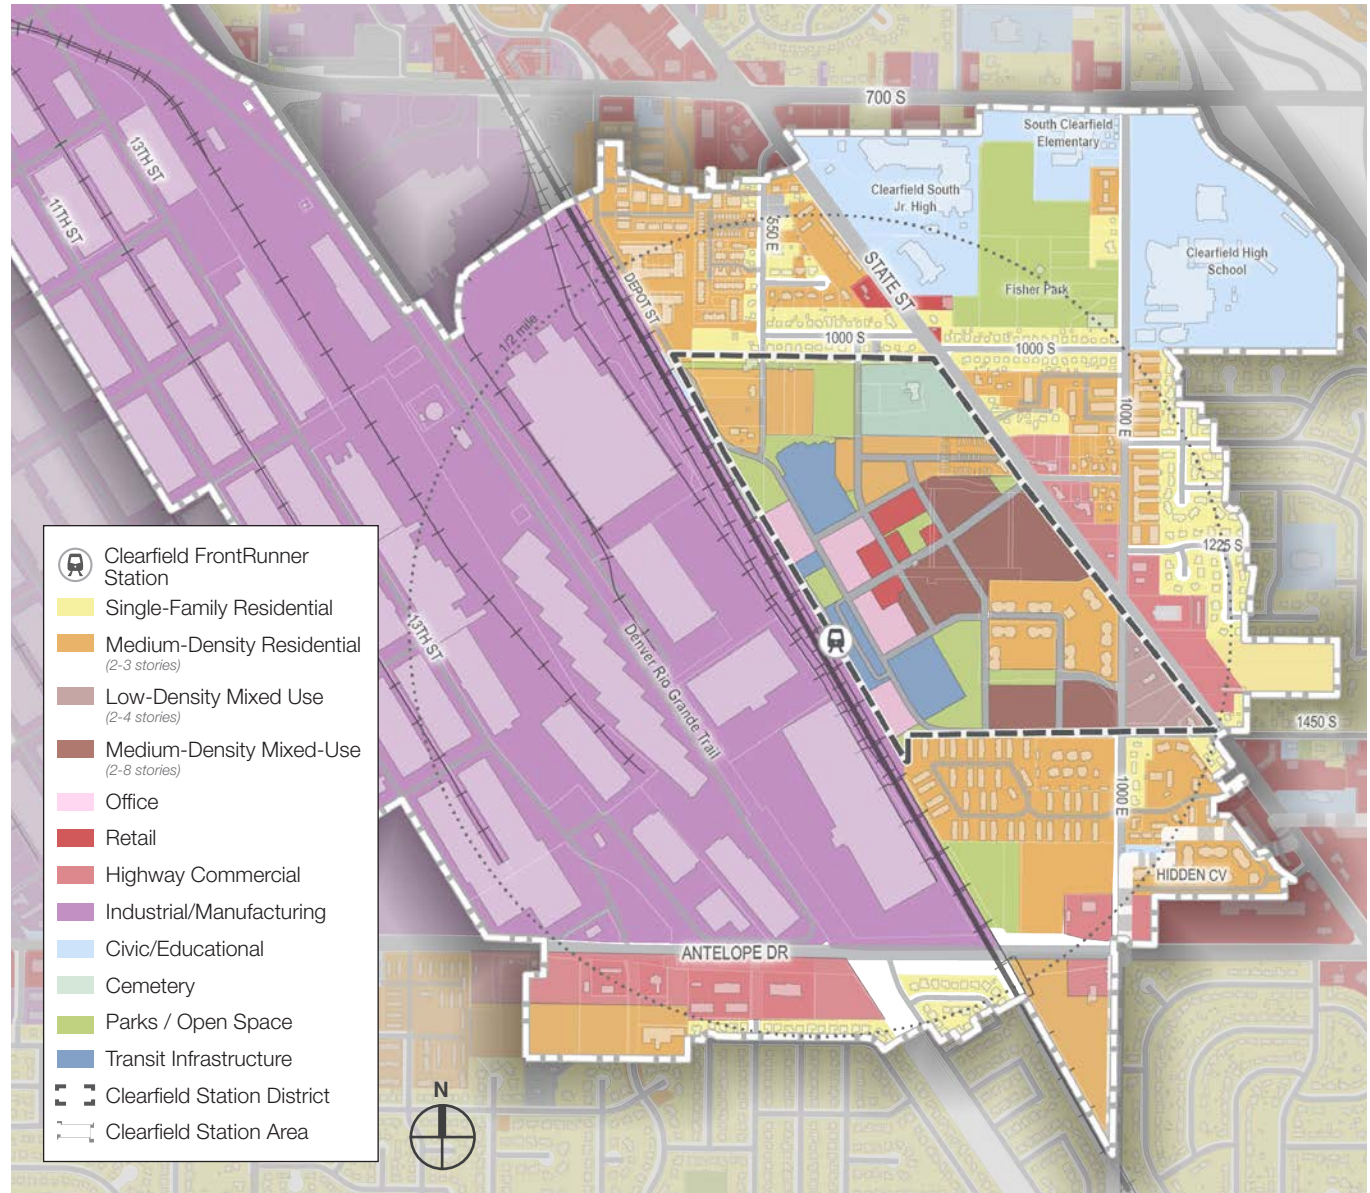 700 S
South Clearfield
Elementary
13TH ST
Clearfield South
Jr. High
11TH ST
550 E
STATE ST
Clearfield High
School
DEPOT ST
Fisher Park
1/2 mile
1000 S
1000 S
1000 E
1225 S
13TH ST
Denver Rio Grande Trail
1450 S
1000 E
HIDDEN CV
ANTELOPE DR
Clearfield FrontRunner
Station
Single-Family Residential
Medium-Density Residential
(2-3 stories)
Low-Density Mixed Use
(2-4 stories)
Medium-Density Mixed-Use
(2-8 stories)
Office
Retail
Highway Commercial
Industrial/Manufacturing
Civic/Educational
Cemetery
Parks / Open Space
Transit Infrastructure
Clearfield Station District
Clearfield Station Area
N